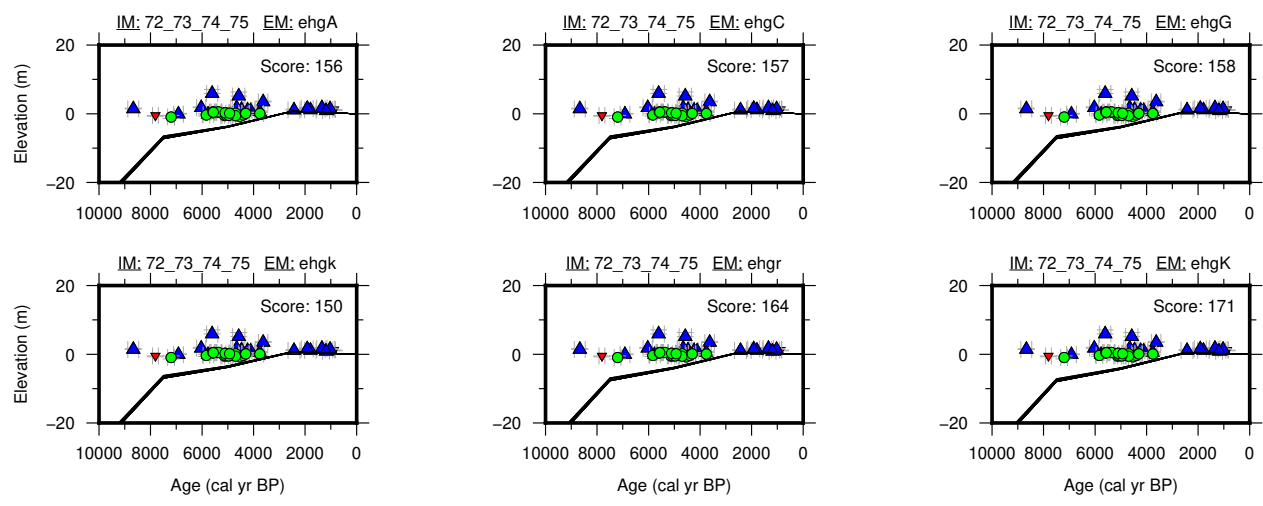 IM: 72_73_74_75 EM: ehgA
IM: 72_73_74_75 EM: ehgC
IM: 72_73_74_75 EM: ehgG
Elevation (m)
20
0
−20
Score: 156
10000 8000 6000 4000 2000 0
20
0
−20
Score: 157
10000 8000 6000 4000 2000 0
20
0
−20
Score: 158
10000 8000 6000 4000 2000 0
IM: 72_73_74_75 EM: ehgk
IM: 72_73_74_75 EM: ehgr
IM: 72_73_74_75 EM: ehgK
Elevation (m)
20
0
−20
Score: 150
10000 8000 6000 4000 2000 0
Age (cal yr BP)
20
0
−20
Score: 164
10000 8000 6000 4000 2000 0
Age (cal yr BP)
20
0
−20
Score: 171
10000 8000 6000 4000 2000 0
Age (cal yr BP)